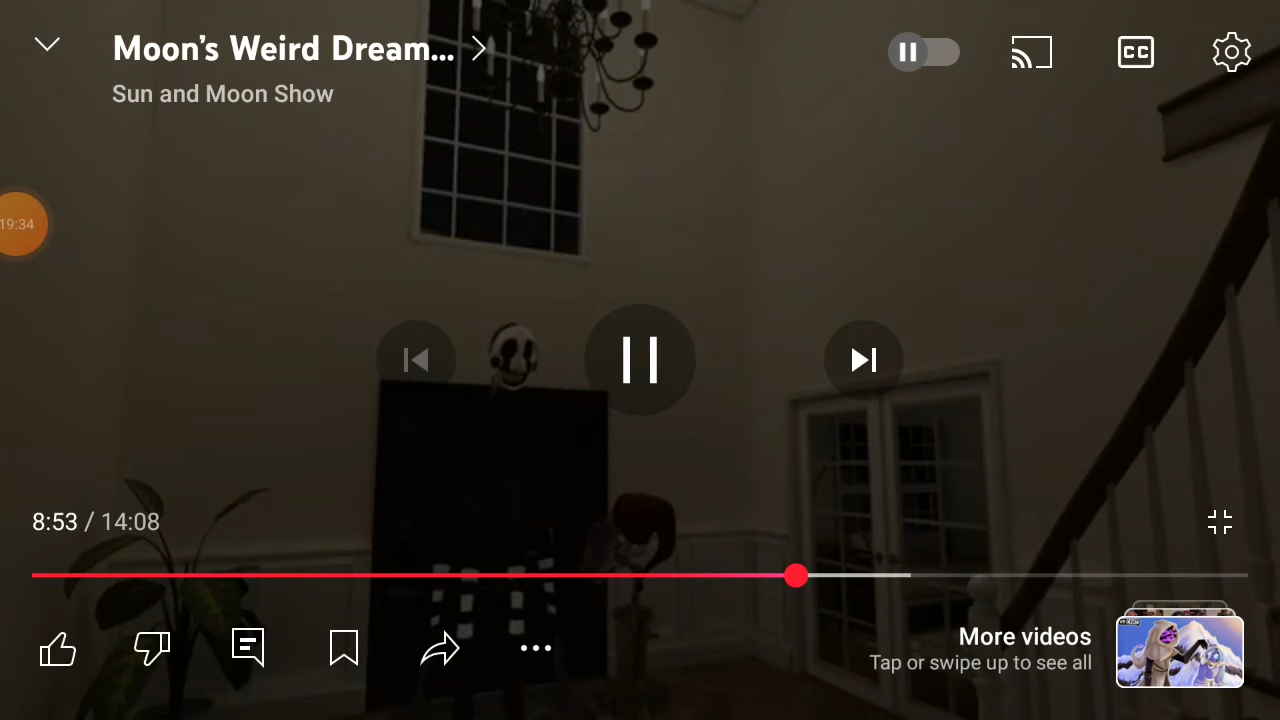 Moon's Weird Dream...
Sun and Moon Show
CC
19:34
8:53 / 14:08
More videos
Tap or swipe up to see all